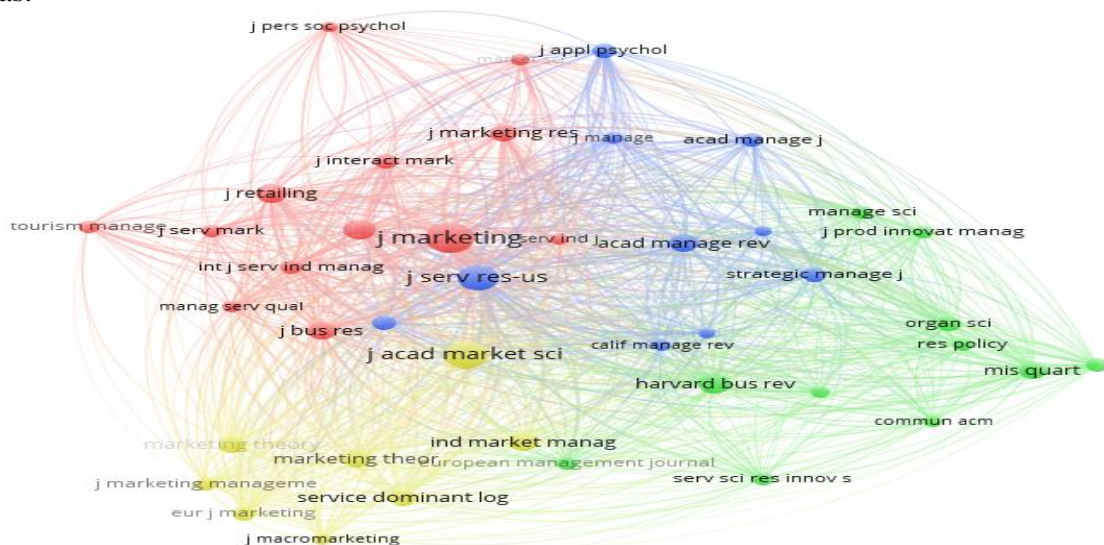 j pers soc psychol
j appl psychol
market sci
j marketing res
j manage
acad manage j
j interact mark
j retailing
manage sci
tourism manage
j serv mark
j prod innovat manag
j marketing
serv ind j
acad manage rev
int j serv ind manag
j serv res-us
strategic manage j
manag serv qual
j bus res
organ sci
calif manage rev
res policy
j acad market sci
mis quart
harvard bus rev
commun acm
marketing theory
ind market manag
marketing theor
european management journal
j marketing manageme
serv sci res innov s
service dominant log
eur j marketing
j macromarketing